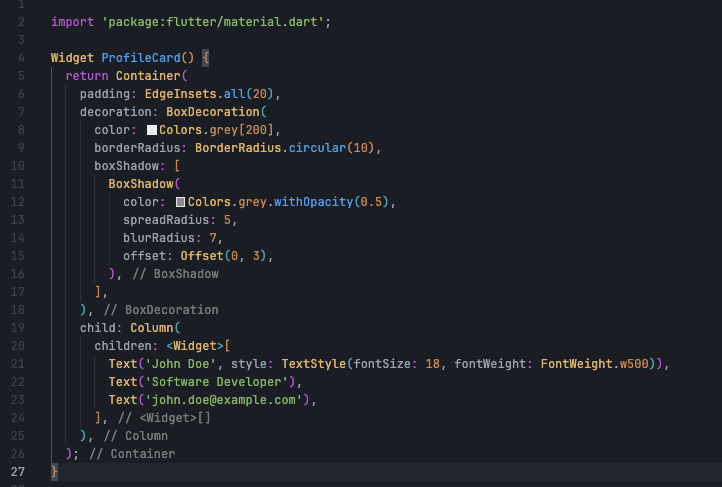 1
2 import 'package:flutter/material.dart';
3
4 Widget ProfileCard() {
5   return Container(
6     padding: EdgeInsets.all(20),
7     decoration: BoxDecoration(
8       color: Colors.grey[200],
9       borderRadius: BorderRadius.circular(10),
10       boxShadow: [
11         BoxShadow(
12           color: Colors.grey.withOpacity(0.5),
13           spreadRadius: 5,
14           blurRadius: 7,
15           offset: Offset(0, 3),
16         ), // BoxShadow
17       ],
18     ), // BoxDecoration
19     child: Column(
20       children: <Widget>[
21         Text('John Doe', style: TextStyle(fontSize: 18, fontWeight: FontWeight.w500)),
22         Text('Software Developer'),
23         Text('john.doe@example.com'),
24       ], // <Widget>[]
25     ), // Column
26   ); // Container
27 }